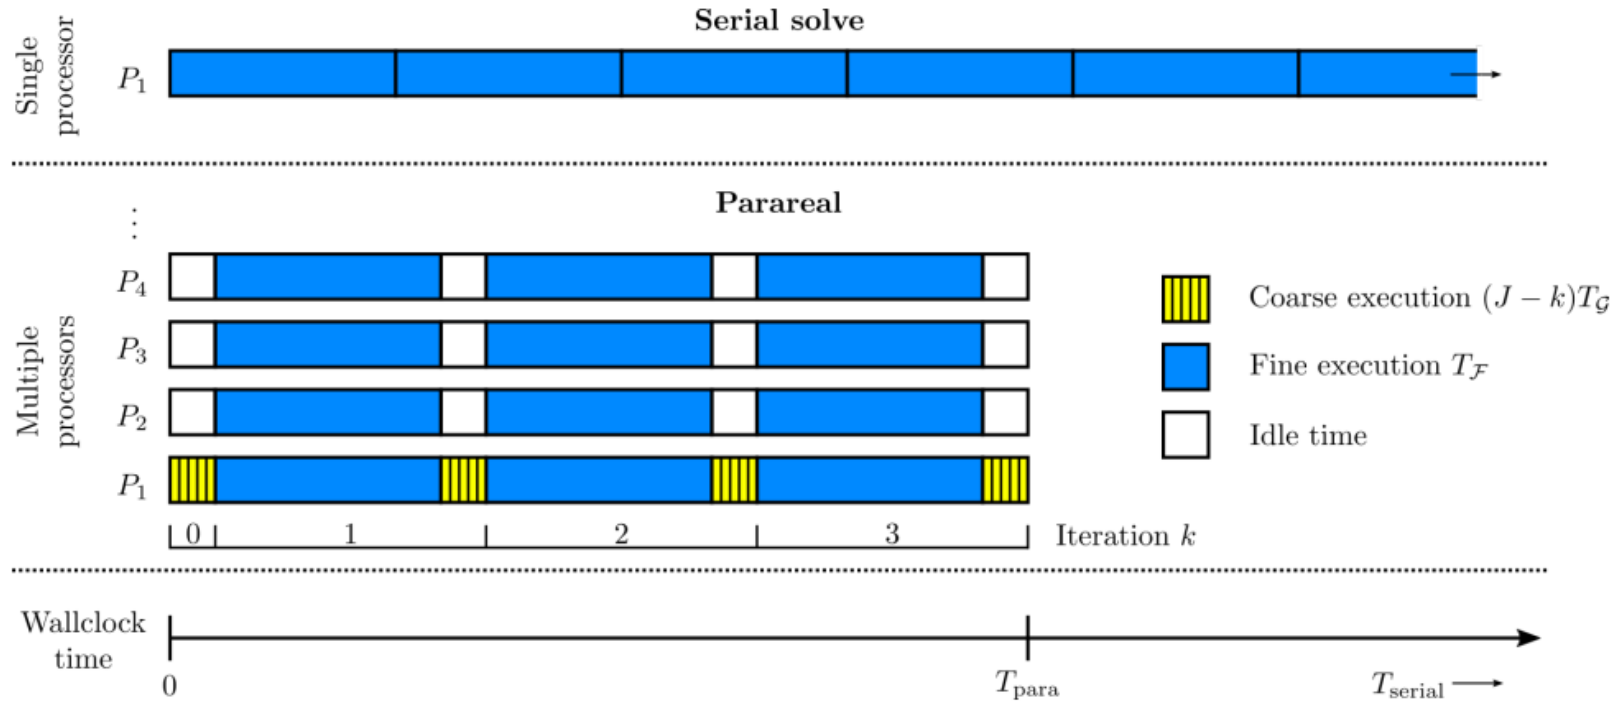 Serial solve
Single
processor
P₁
Parareal
⋮
Multiple
processors
P₄
P₃
P₂
P₁
Coarse execution (J − k)T𝒢
Fine execution Tℱ
Idle time
0 1 2 3 Iteration k
Wallclock
time
0 Tpara Tserial